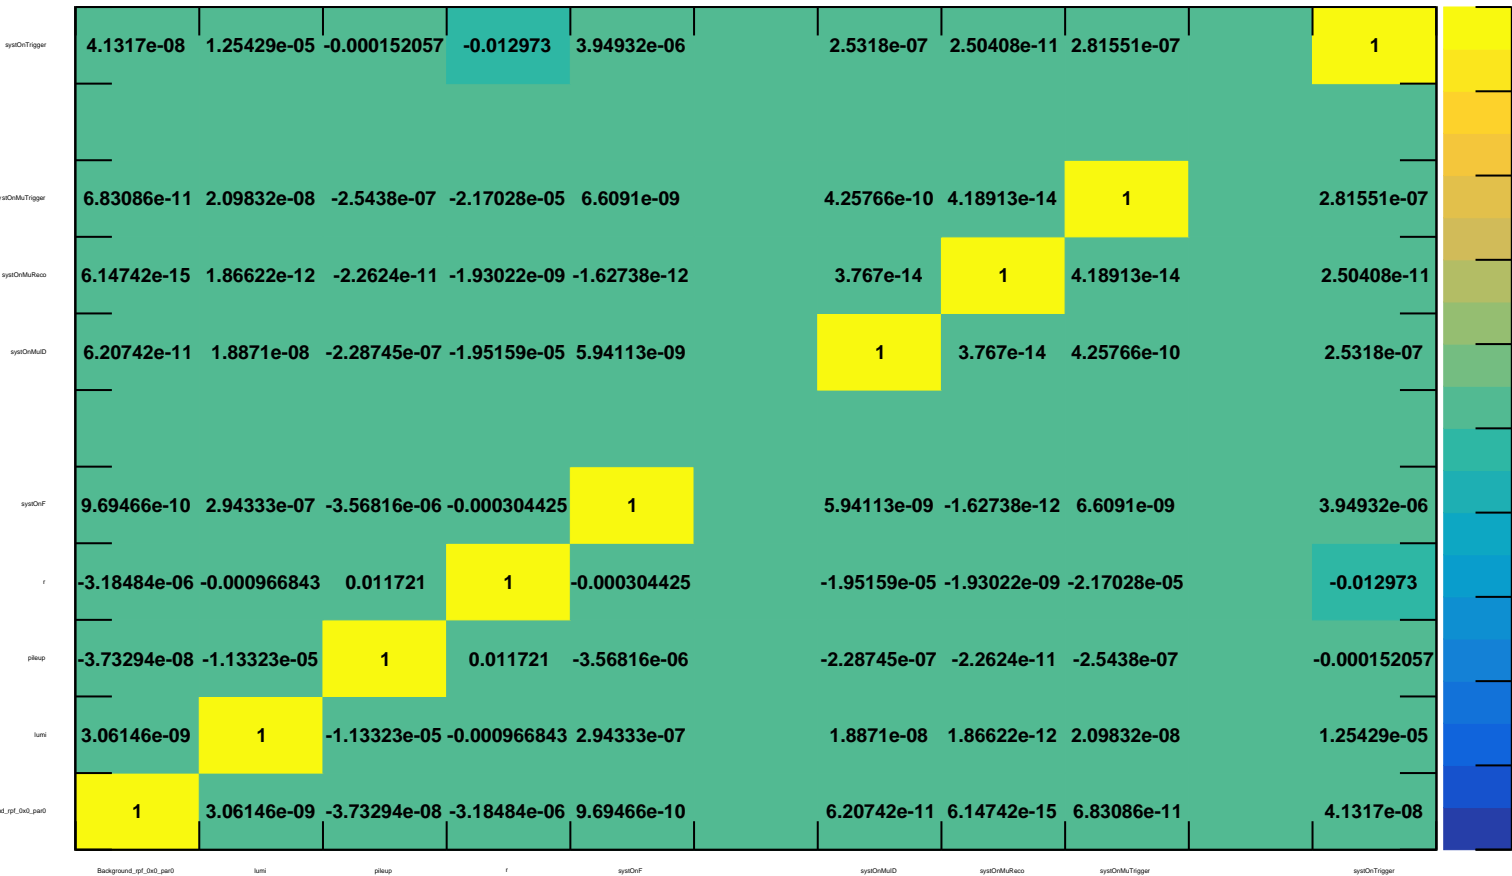 systOnTrigger 4.1317e-08 1.25429e-05 -0.000152057 -0.012973 3.94932e-06 2.5318e-07 2.50408e-11 2.81551e-07 1
stOnMuTrigger 6.83086e-11 2.09832e-08 -2.5438e-07 -2.17028e-05 6.6091e-09 4.25766e-10 4.18913e-14 1 2.81551e-07
systOnMuReco 6.14742e-15 1.86622e-12 -2.2624e-11 -1.93022e-09 -1.62738e-12 3.767e-14 1 4.18913e-14 2.50408e-11
systOnMuID 6.20742e-11 1.8871e-08 -2.28745e-07 -1.95159e-05 5.94113e-09 1 3.767e-14 4.25766e-10 2.5318e-07
systOnF 9.69466e-10 2.94333e-07 -3.56816e-06 -0.000304425 1 5.94113e-09 -1.62738e-12 6.6091e-09 3.94932e-06
r -3.18484e-06 -0.000966843 0.011721 1 -0.000304425 -1.95159e-05 -1.93022e-09 -2.17028e-05 -0.012973
pileup -3.73294e-08 -1.13323e-05 1 0.011721 -3.56816e-06 -2.28745e-07 -2.2624e-11 -2.5438e-07 -0.000152057
lumi 3.06146e-09 1 -1.13323e-05 -0.000966843 2.94333e-07 1.8871e-08 1.86622e-12 2.09832e-08 1.25429e-05
d_rpf_0x0_par0 1 3.06146e-09 -3.73294e-08 -3.18484e-06 9.69466e-10 6.20742e-11 6.14742e-15 6.83086e-11 4.1317e-08
Background_rpf_0x0_par0 lumi pileup r systOnF systOnMuID systOnMuReco systOnMuTrigger systOnTrigger